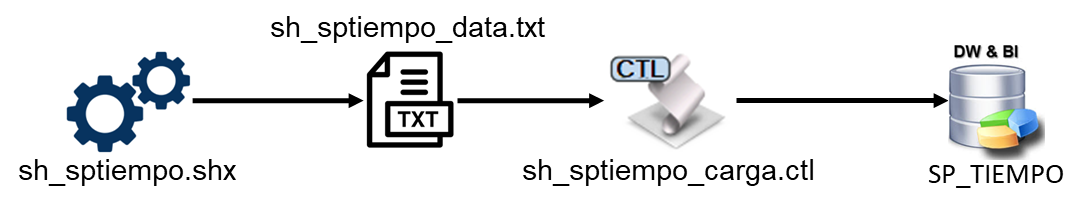 sh_sptiempo_data.txt
DW & BI
CTL
TXT
sh_sptiempo.shx
sh_sptiempo_carga.ctl
SP_TIEMPO